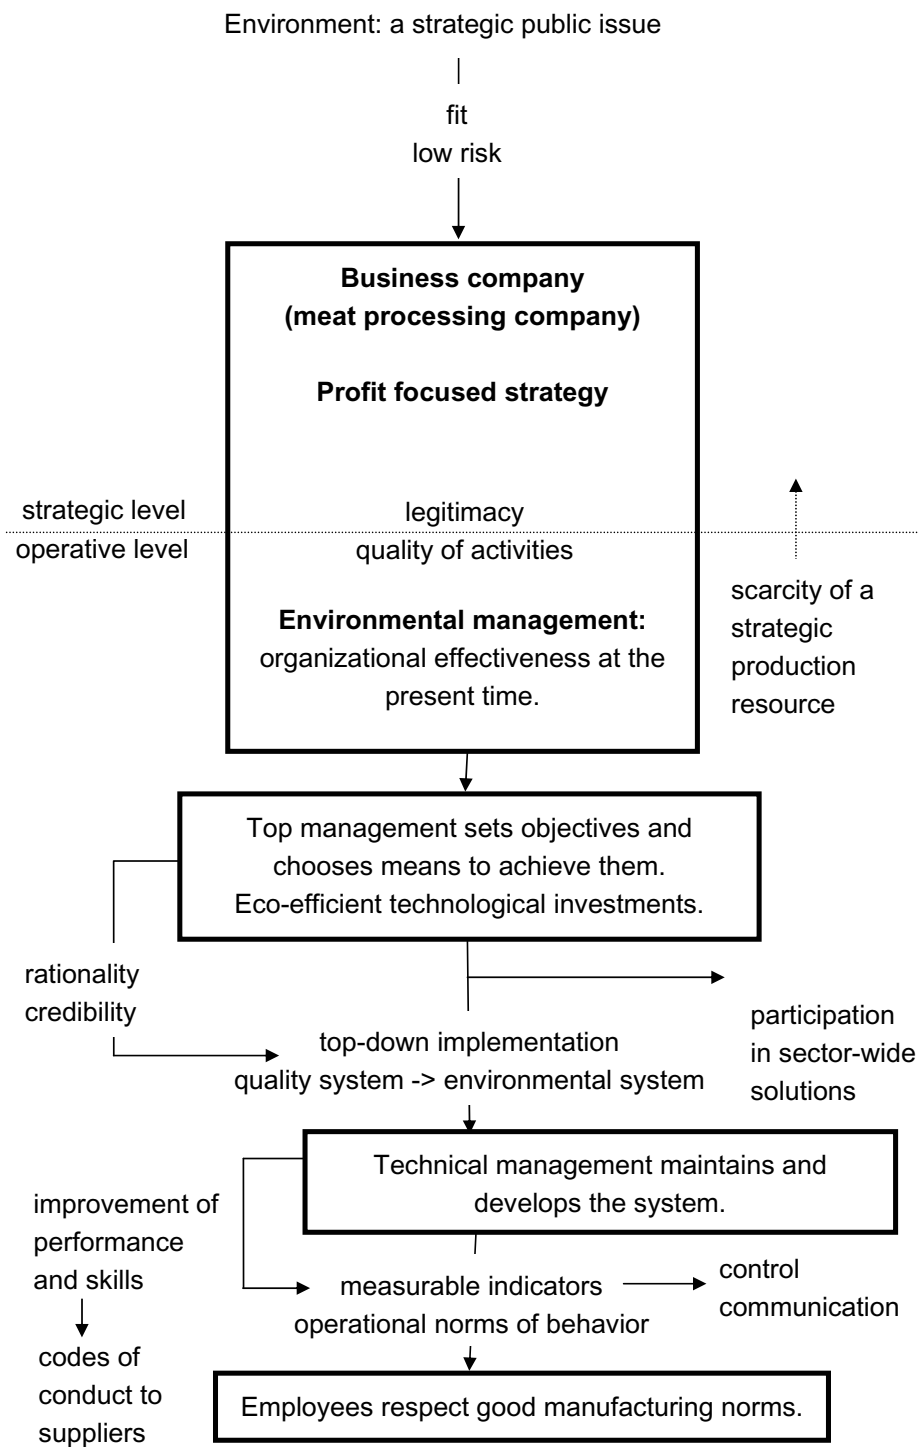 Environment: a strategic public issue
fit
low risk
Business company
(meat processing company)
Profit focused strategy
strategic level
legitimacy
operative level
quality of activities
scarcity of a
strategic
production
resource
Environmental management:
organizational effectiveness at the
present time.
Top management sets objectives and
chooses means to achieve them.
Eco-efficient technological investments.
rationality
credibility
participation
in sector-wide
solutions
top-down implementation
quality system -> environmental system
Technical management maintains and
develops the system.
improvement of
performance
and skills
measurable indicators
operational norms of behavior
control
communication
codes of
conduct to
suppliers
Employees respect good manufacturing norms.